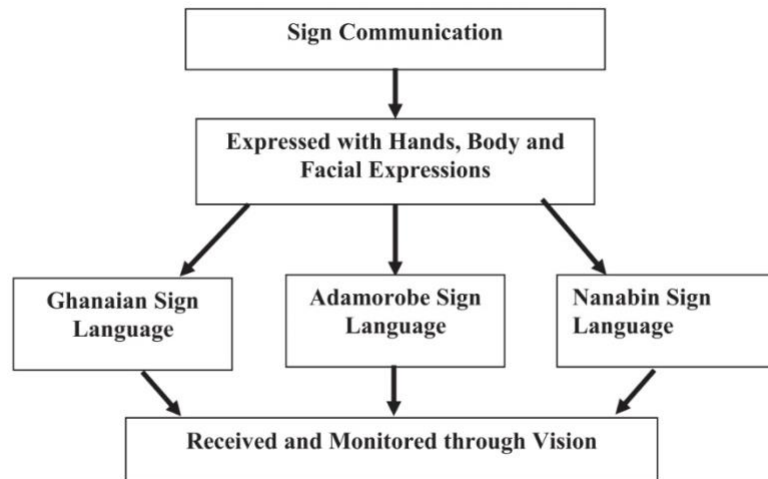 Sign Communication
Expressed with Hands, Body and
Facial Expressions
Ghanaian Sign
Language
Adamorobe Sign
Language
Nanabin Sign
Language
Received and Monitored through Vision